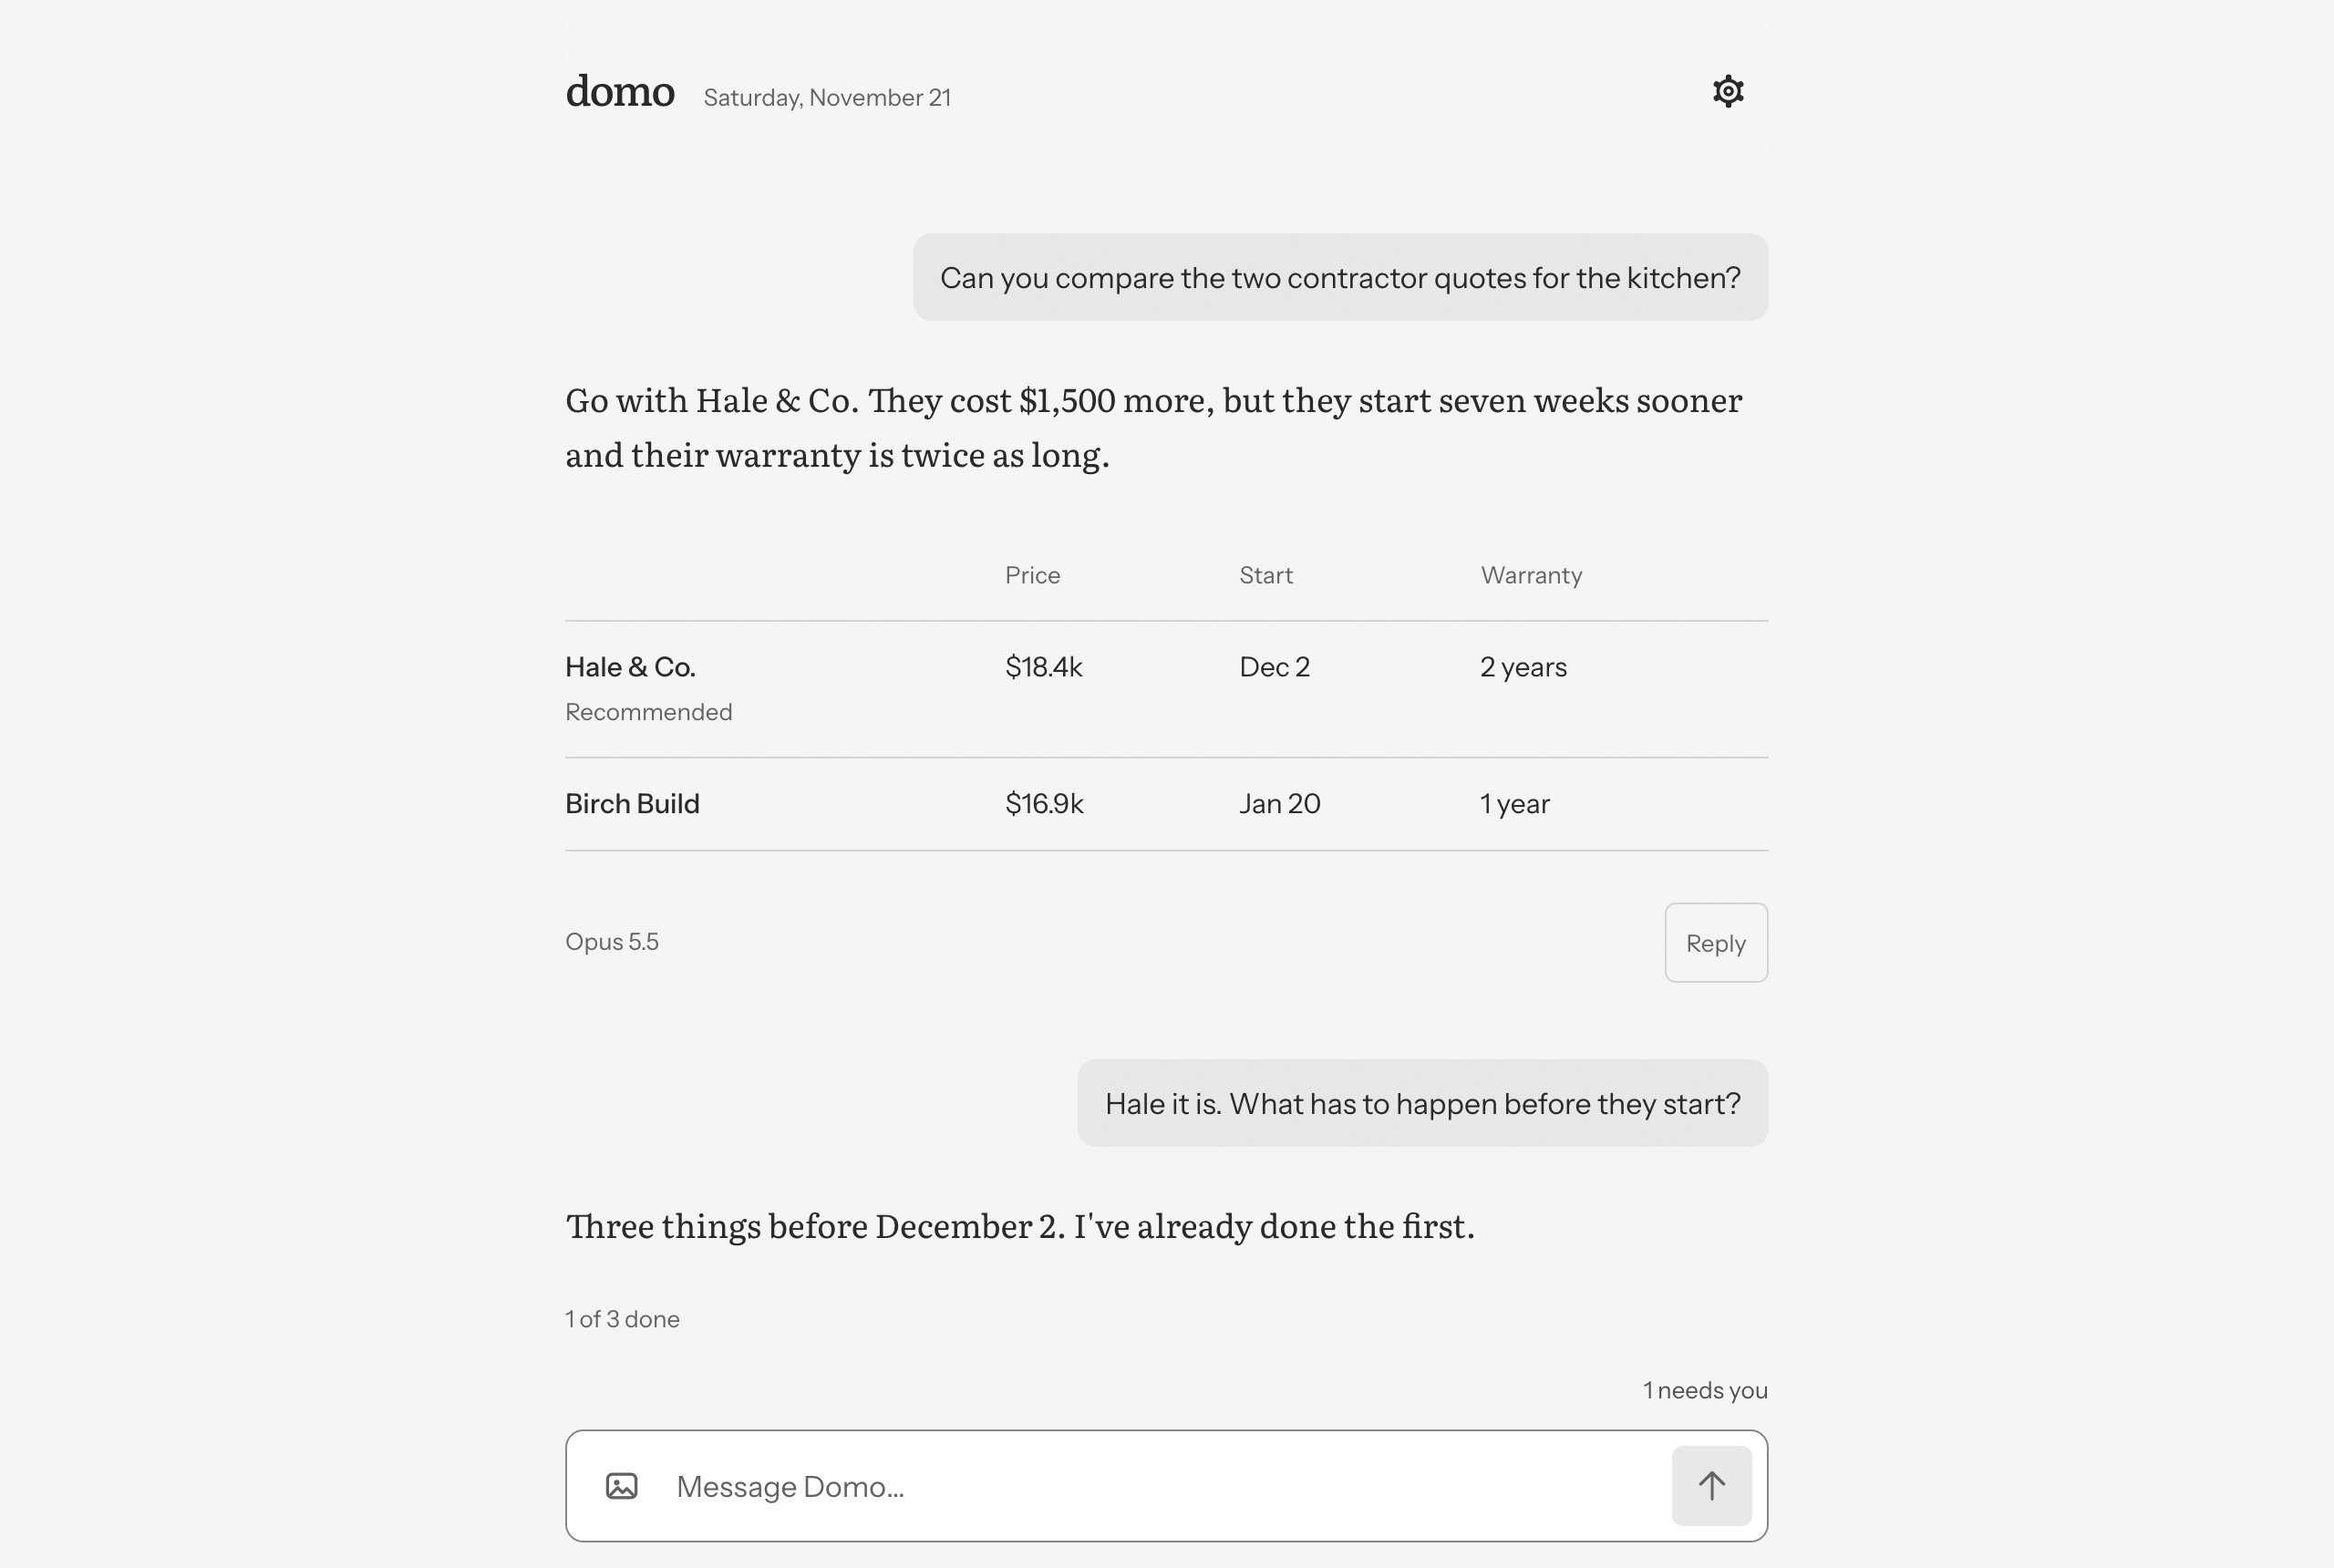 domo Saturday, November 21
Can you compare the two contractor quotes for the kitchen?
Go with Hale & Co. They cost $1,500 more, but they start seven weeks sooner
and their warranty is twice as long.
Price Start Warranty
Hale & Co. $18.4k Dec 2 2 years
Recommended
Birch Build $16.9k Jan 20 1 year
Opus 5.5 Reply
Hale it is. What has to happen before they start?
Three things before December 2. I've already done the first.
1 of 3 done
1 needs you
Message Domo...